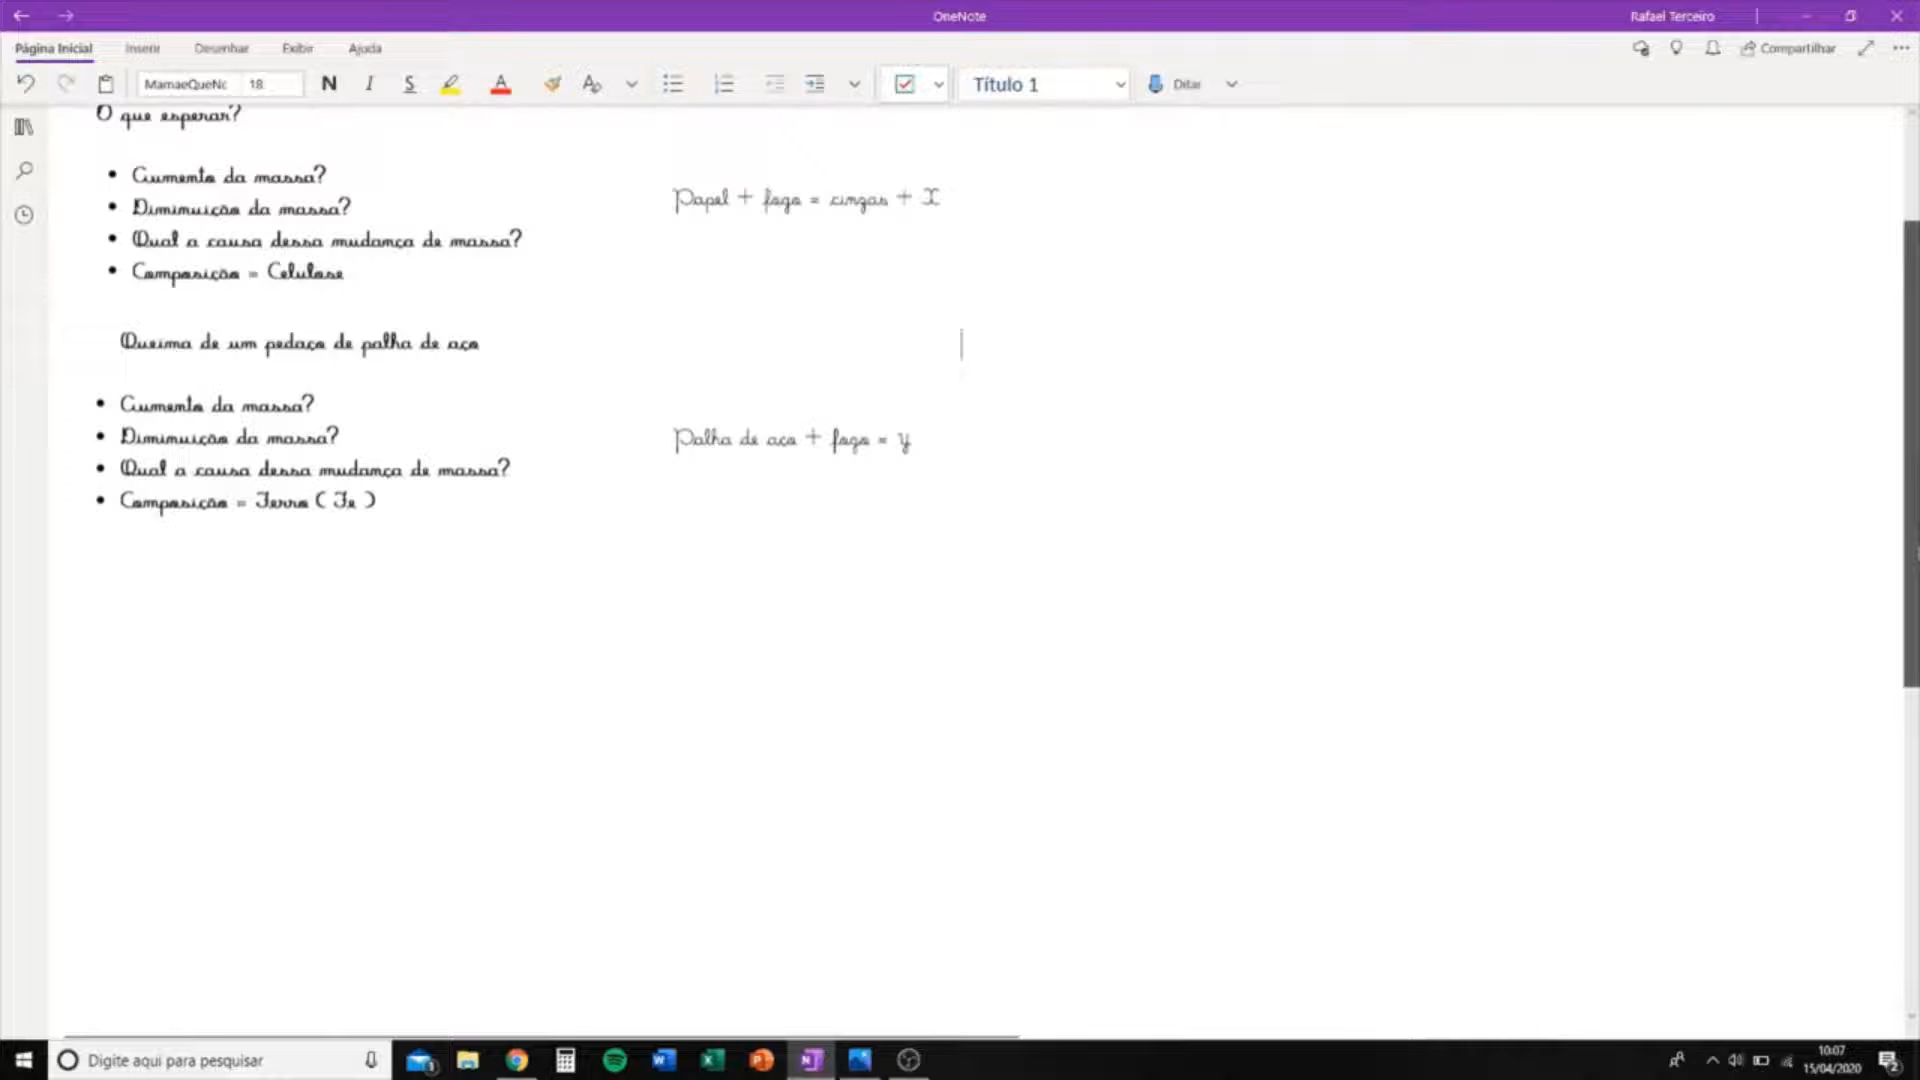 OneNote
Rafael Terceiro
Página Inicial Inserir Desenhar Exibir Ajuda
Compartilhar
MamaeQueNc 18 N I S A Título 1 Ditar
O que esperar?
• Aumento da massa?
• Diminuição da massa?
• Qual a causa dessa mudança de massa?
• Composição = Celulose
Papel + fogo = cinzas + X
Queima de um pedaço de palha de aço
• Aumento da massa?
• Diminuição da massa?
• Qual a causa dessa mudança de massa?
• Composição = Ferro ( Fe )
Palha de aço + fogo = y
Digite aqui para pesquisar
10:07
15/04/2020